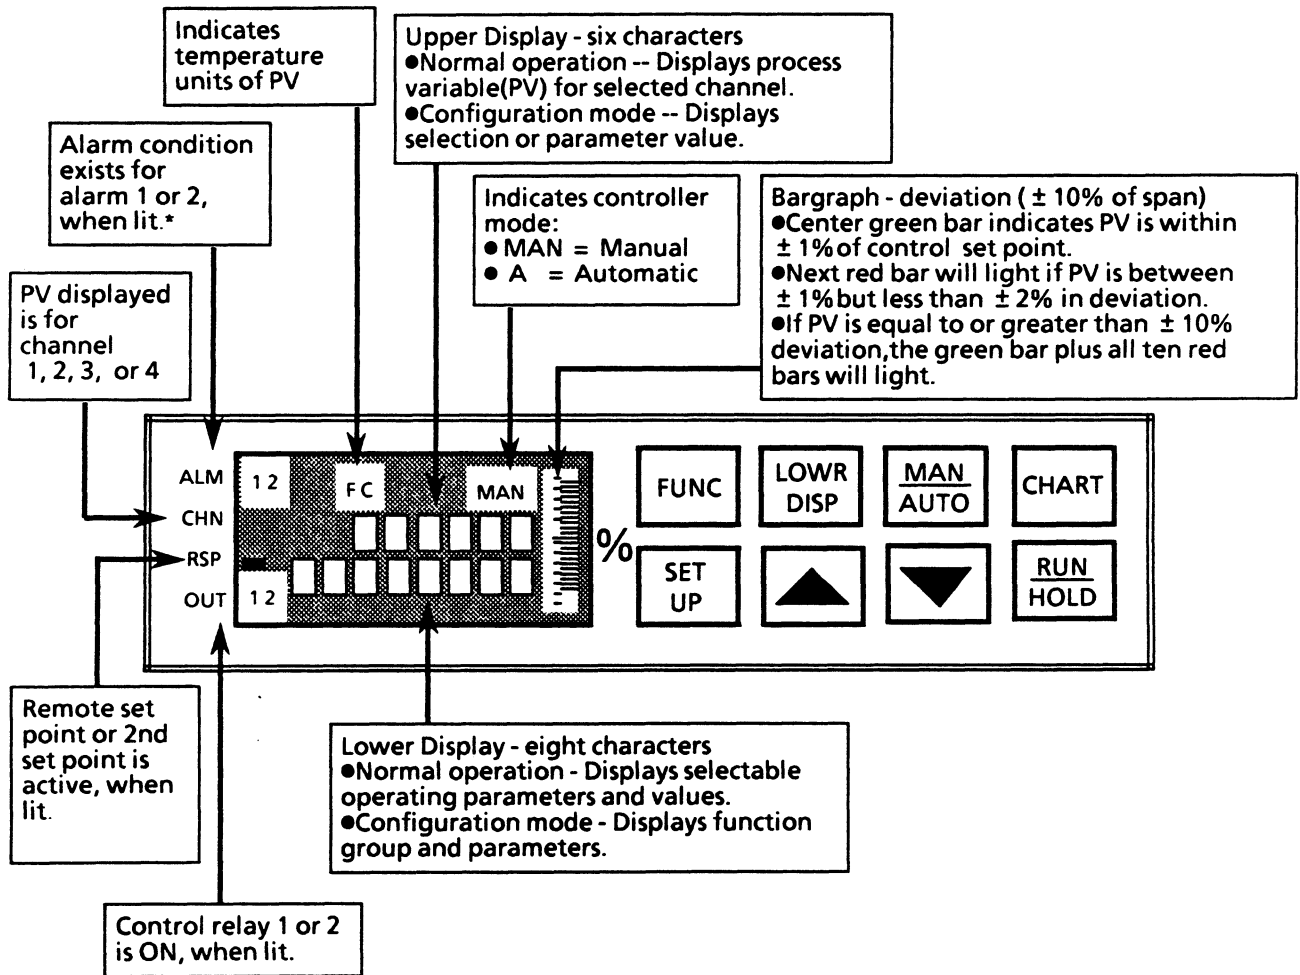 Indicates
temperature
units of PV
Upper Display - six characters
●Normal operation -- Displays process
variable(PV) for selected channel.
●Configuration mode -- Displays
selection or parameter value.
Alarm condition
exists for
alarm 1 or 2,
when lit.*
Indicates controller
mode:
● MAN = Manual
● A = Automatic
Bargraph - deviation ( ± 10% of span)
●Center green bar indicates PV is within
± 1% of control set point.
●Next red bar will light if PV is between
± 1% but less than ± 2% in deviation.
●If PV is equal to or greater than ± 10%
deviation,the green bar plus all ten red
bars will light.
PV displayed
is for
channel
1, 2, 3, or 4
ALM
CHN
RSP
OUT
1 2
F C
MAN
1 2
%
FUNC
LOWR
DISP
MAN
AUTO
CHART
SET
UP
▲
▼
RUN
HOLD
Remote set
point or 2nd
set point is
active, when
lit.
Lower Display - eight characters
●Normal operation - Displays selectable
operating parameters and values.
●Configuration mode - Displays function
group and parameters.
Control relay 1 or 2
is ON, when lit.